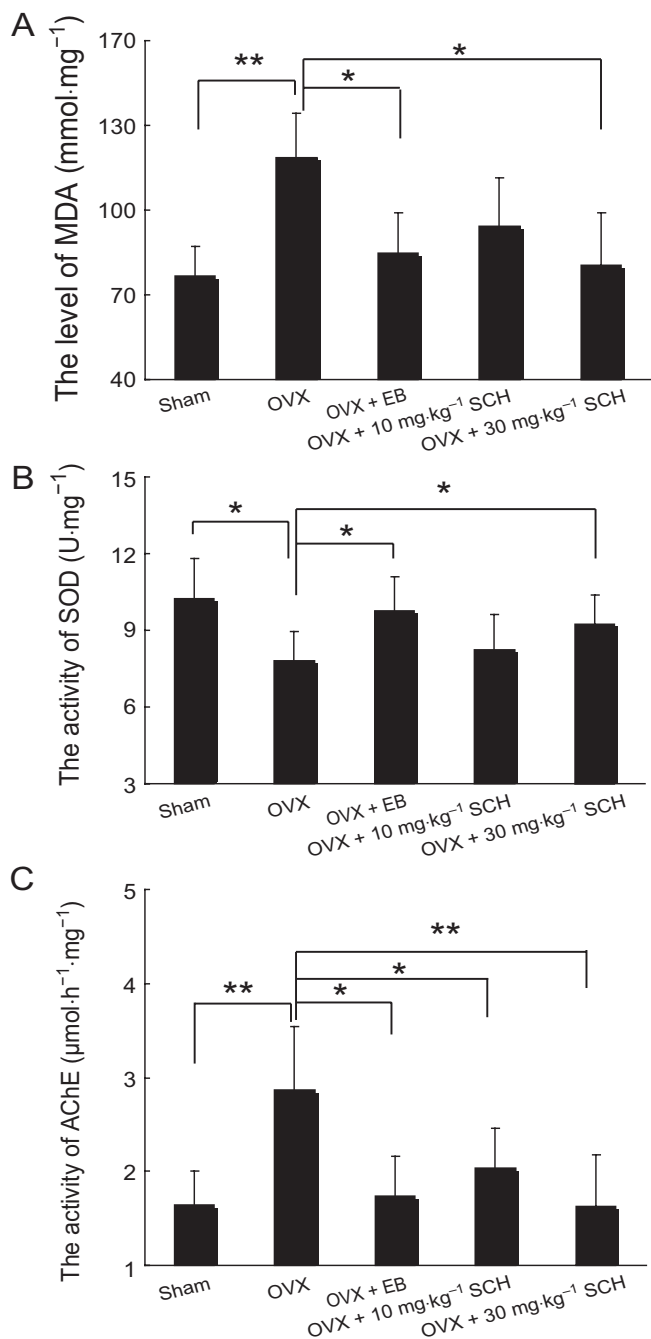 A
The level of MDA (mmol·mg⁻¹)
170
130
100
70
40
**
*
*
Sham
OVX
OVX + EB
OVX + 10 mg·kg⁻¹ SCH
OVX + 30 mg·kg⁻¹ SCH
B
The activity of SOD (U·mg⁻¹)
15
12
9
6
3
*
*
*
Sham
OVX
OVX + EB
OVX + 10 mg·kg⁻¹ SCH
OVX + 30 mg·kg⁻¹ SCH
C
The activity of AChE (μmol·h⁻¹·mg⁻¹)
5
4
3
2
1
**
*
*
**
Sham
OVX
OVX + EB
OVX + 10 mg·kg⁻¹ SCH
OVX + 30 mg·kg⁻¹ SCH